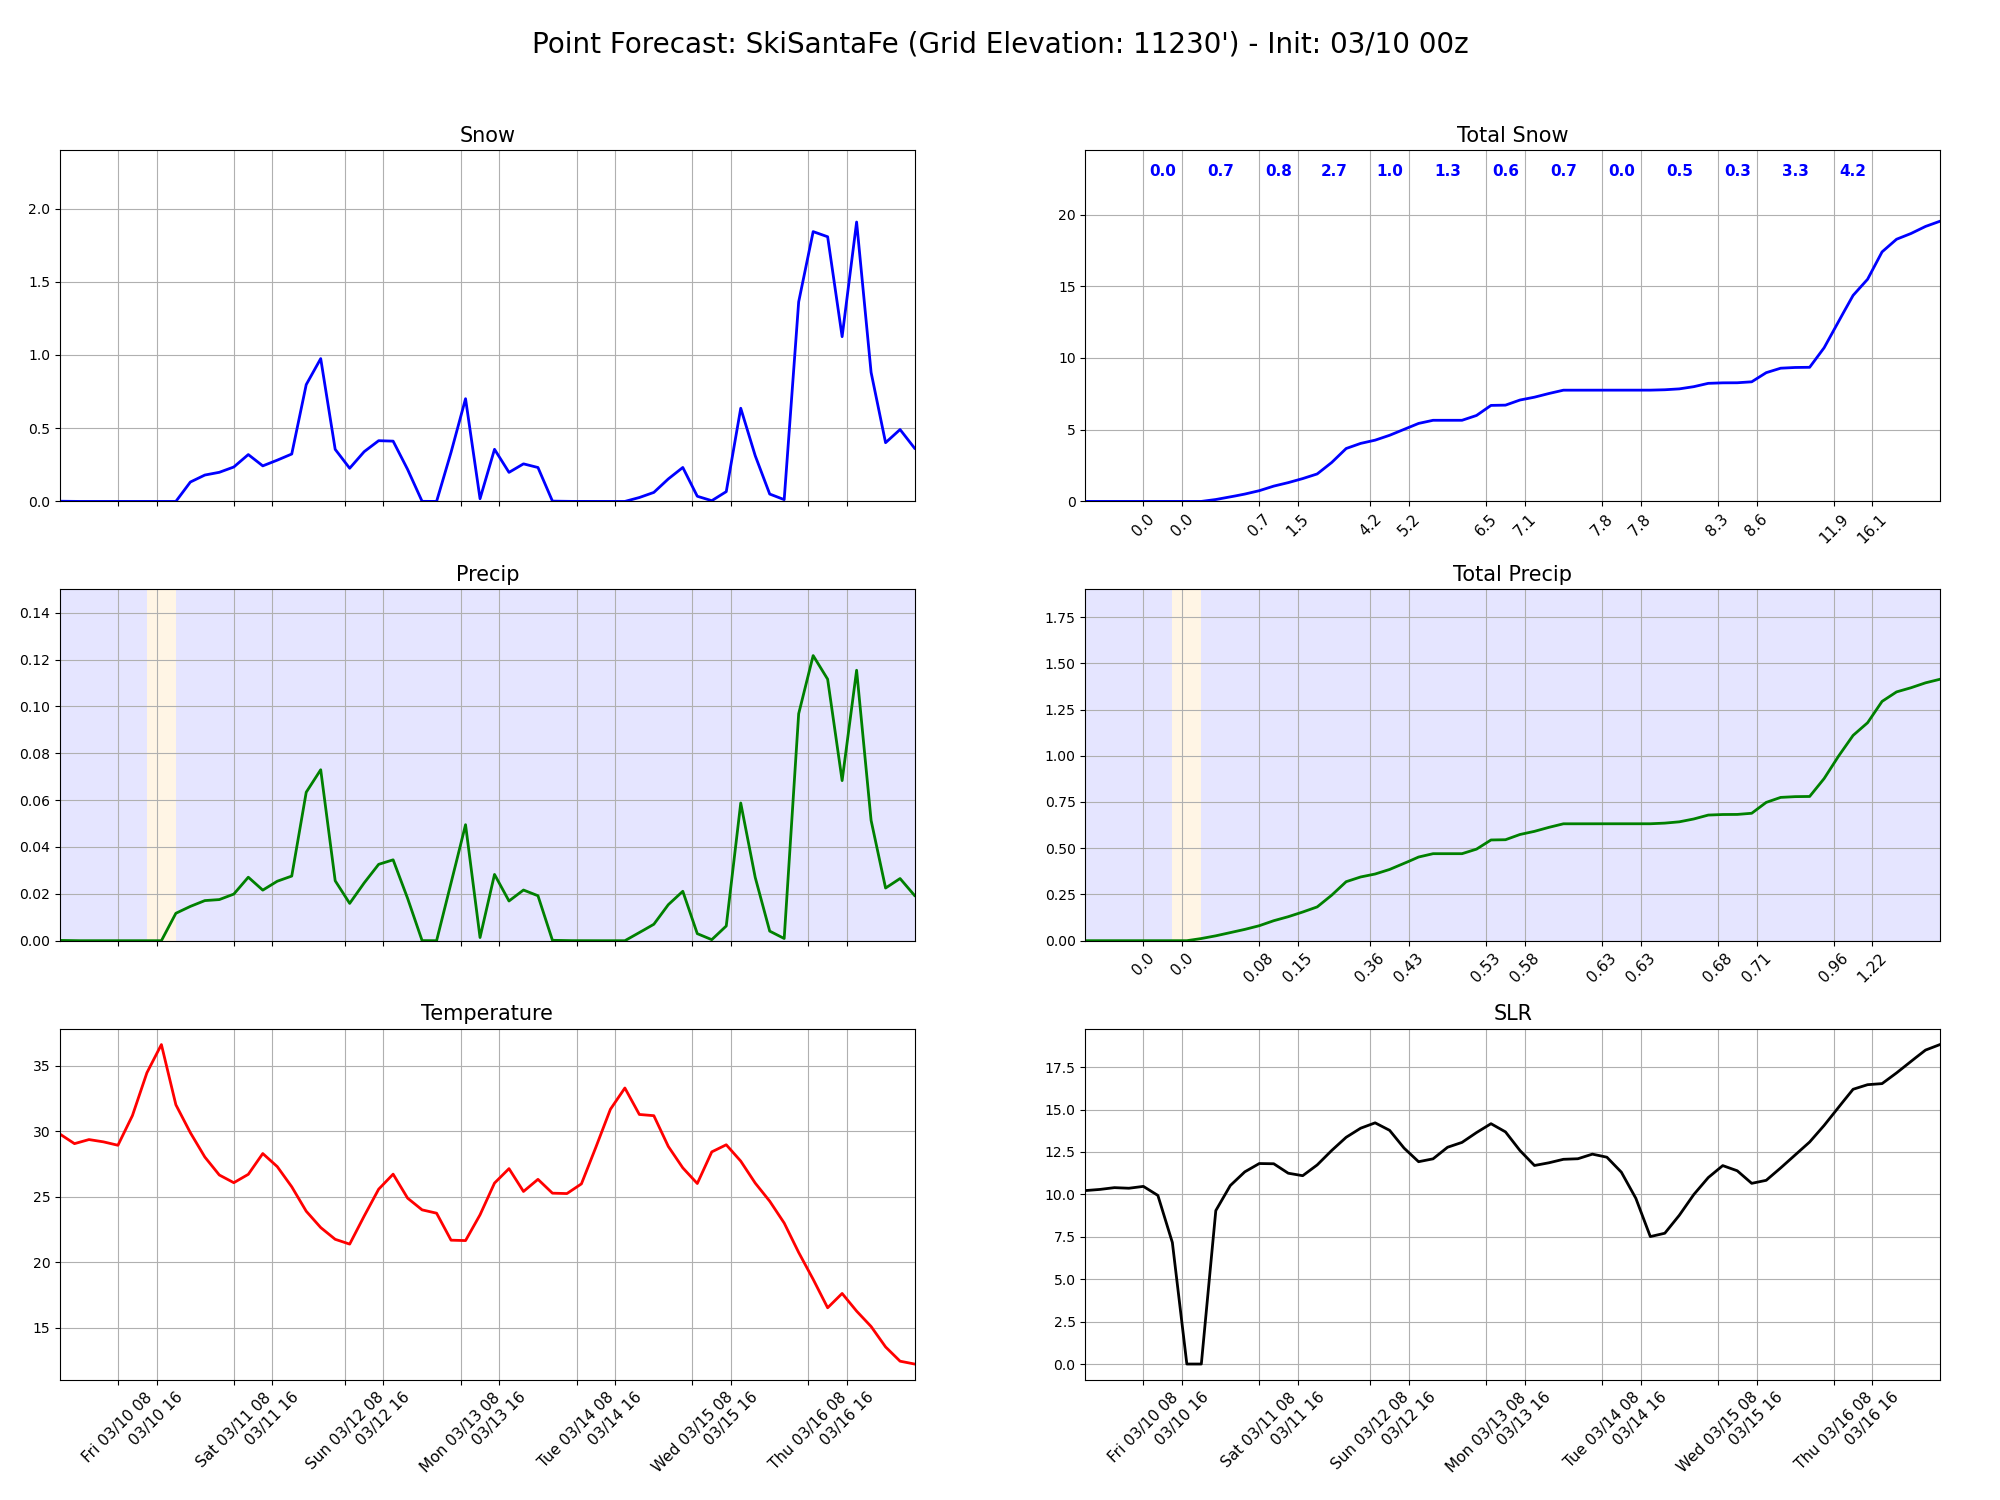 Point Forecast: SkiSantaFe (Grid Elevation: 11230') - Init: 03/10 00z
Snow
2.0
1.5
1.0
0.5
0.0
Total Snow
0.0 0.7 0.8 2.7 1.0 1.3 0.6 0.7 0.0 0.5 0.3 3.3 4.2
20
15
10
5
0
0.0 0.0 0.7 1.5 4.2 5.2 6.5 7.1 7.8 7.8 8.3 8.6 11.9 16.1
Precip
0.14
0.12
0.10
0.08
0.06
0.04
0.02
0.00
Total Precip
1.75
1.50
1.25
1.00
0.75
0.50
0.25
0.00
0.0 0.0 0.08 0.15 0.36 0.43 0.53 0.58 0.63 0.63 0.68 0.71 0.96 1.22
Temperature
35
30
25
20
15
Fri 03/10 08
03/10 16
Sat 03/11 08
03/11 16
Sun 03/12 08
03/12 16
Mon 03/13 08
03/13 16
Tue 03/14 08
03/14 16
Wed 03/15 08
03/15 16
Thu 03/16 08
03/16 16
SLR
17.5
15.0
12.5
10.0
7.5
5.0
2.5
0.0
Fri 03/10 08
03/10 16
Sat 03/11 08
03/11 16
Sun 03/12 08
03/12 16
Mon 03/13 08
03/13 16
Tue 03/14 08
03/14 16
Wed 03/15 08
03/15 16
Thu 03/16 08
03/16 16